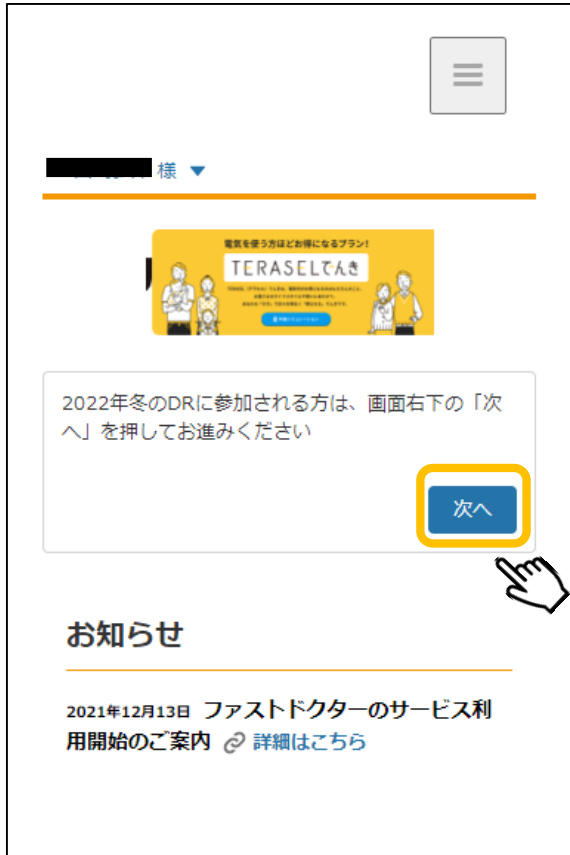 様 ▼
電気を使う方ほどお得になるプラン!
TERASELでんき
2022年冬のDRに参加される方は、画面右下の「次
へ」を押してお進みください
次へ
お知らせ
2021年12月13日 ファストドクターのサービス利
用開始のご案内 詳細はこちら